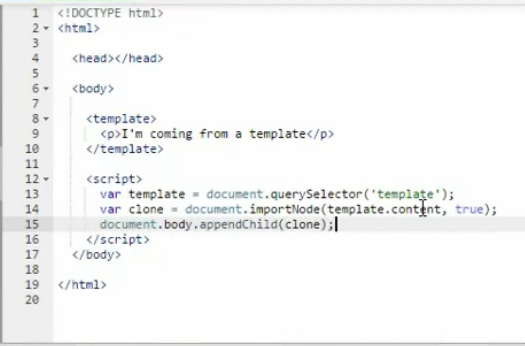 1 <!DOCTYPE html>
2 <html>
3
4 <head></head>
5
6 <body>
7
8 <template>
9 <p>I'm coming from a template</p>
10 </template>
11
12 <script>
13 var template = document.querySelector('template');
14 var clone = document.importNode(template.content, true);
15 document.body.appendChild(clone);
16 </script>
17 </body>
18
19 </html>
20